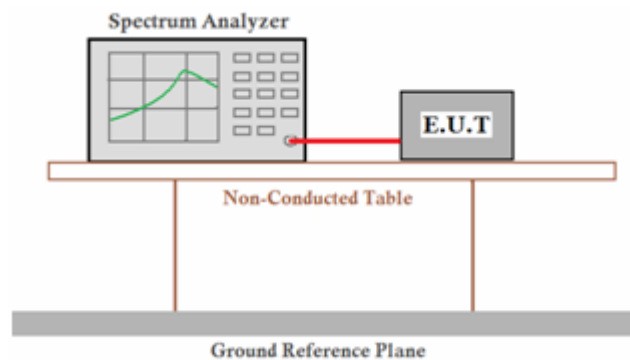 Spectrum Analyzer
E.U.T
Non-Conducted Table
Ground Reference Plane